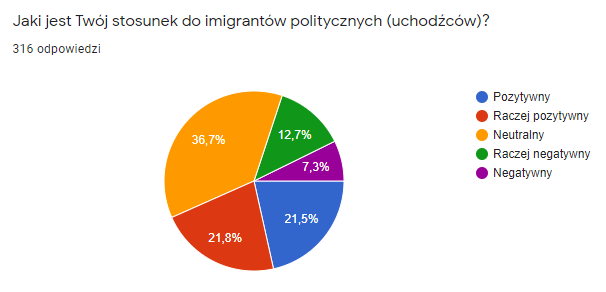 Jaki jest Twój stosunek do imigrantów politycznych (uchodźców)?
316 odpowiedzi
36,7%
12,7%
7,3%
21,5%
21,8%
Pozytywny
Raczej pozytywny
Neutralny
Raczej negatywny
Negatywny